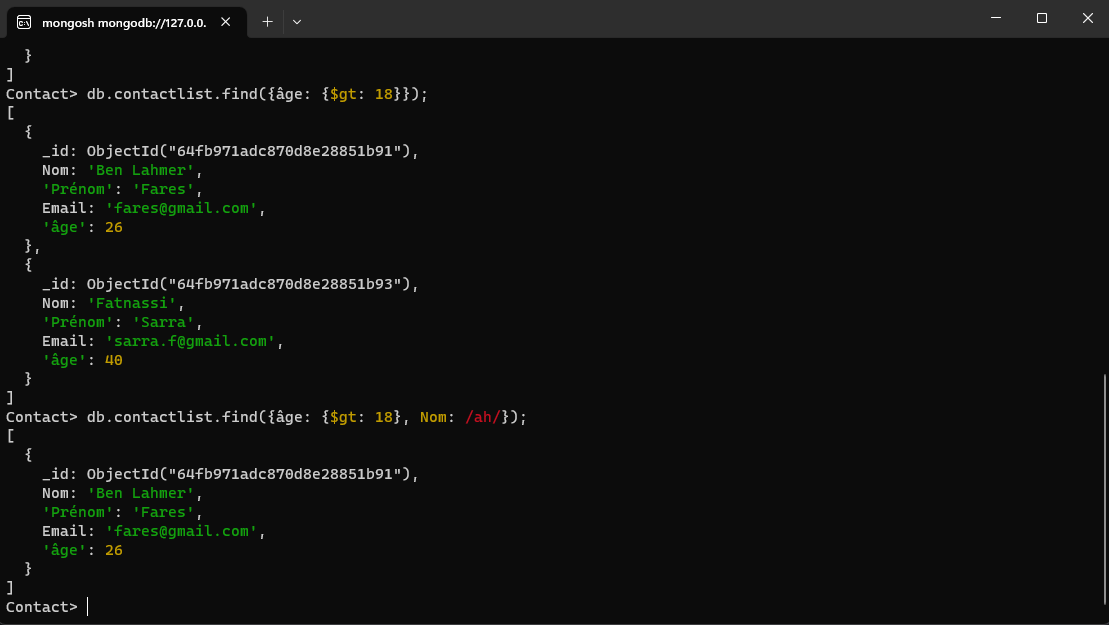 mongosh mongodb://127.0.0.
  }
]
Contact> db.contactlist.find({âge: {$gt: 18}});
[
  {
    _id: ObjectId("64fb971adc870d8e28851b91"),
    Nom: 'Ben Lahmer',
    'Prénom': 'Fares',
    Email: 'fares@gmail.com',
    'âge': 26
  },
  {
    _id: ObjectId("64fb971adc870d8e28851b93"),
    Nom: 'Fatnassi',
    'Prénom': 'Sarra',
    Email: 'sarra.f@gmail.com',
    'âge': 40
  }
]
Contact> db.contactlist.find({âge: {$gt: 18}, Nom: /ah/});
[
  {
    _id: ObjectId("64fb971adc870d8e28851b91"),
    Nom: 'Ben Lahmer',
    'Prénom': 'Fares',
    Email: 'fares@gmail.com',
    'âge': 26
  }
]
Contact>